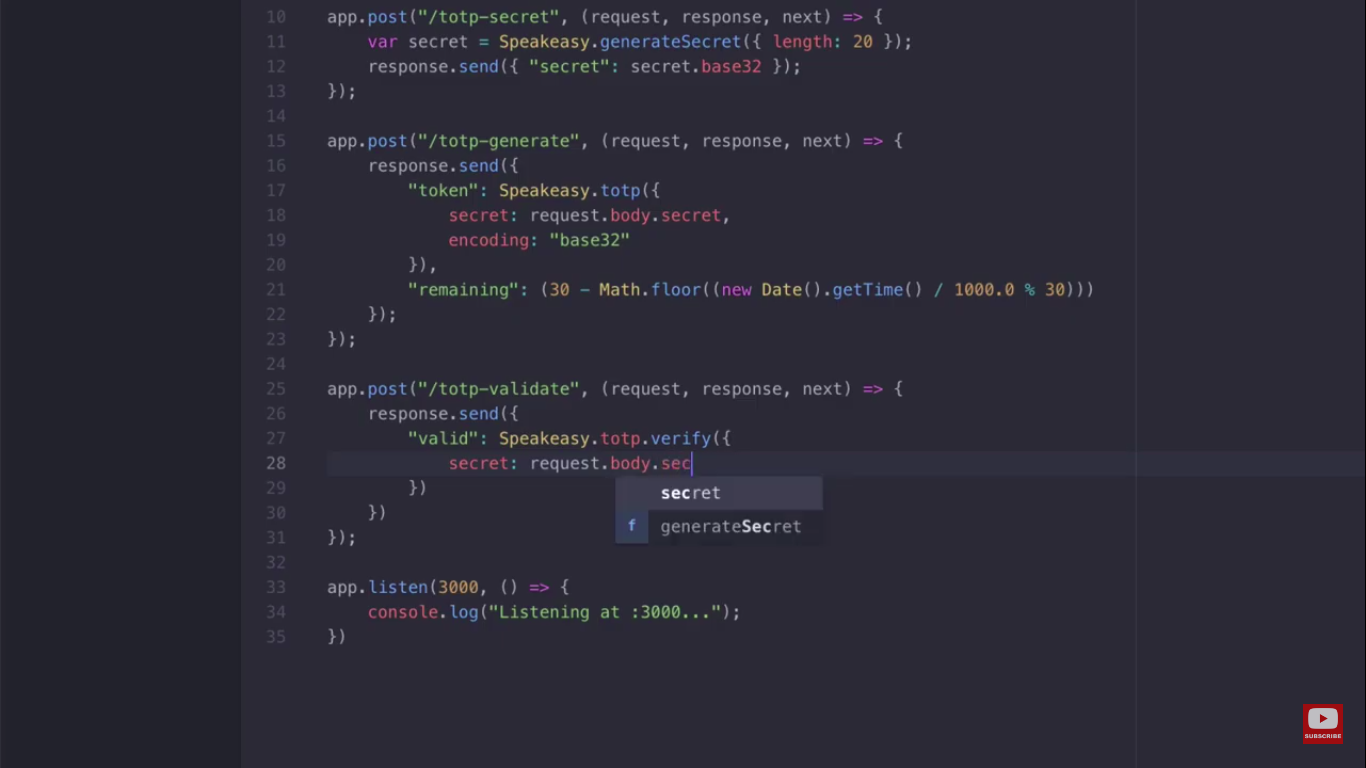 10 app.post("/totp-secret", (request, response, next) => {
11 var secret = Speakeasy.generateSecret({ length: 20 });
12 response.send({ "secret": secret.base32 });
13 });
14
15 app.post("/totp-generate", (request, response, next) => {
16 response.send({
17 "token": Speakeasy.totp({
18 secret: request.body.secret,
19 encoding: "base32"
20 }),
21 "remaining": (30 - Math.floor((new Date().getTime() / 1000.0 % 30)))
22 });
23 });
24
25 app.post("/totp-validate", (request, response, next) => {
26 response.send({
27 "valid": Speakeasy.totp.verify({
28 secret: request.body.sec
secret
29 })
f generateSecret
30 })
31 });
32
33 app.listen(3000, () => {
34 console.log("Listening at :3000...");
35 })
SUBSCRIBE